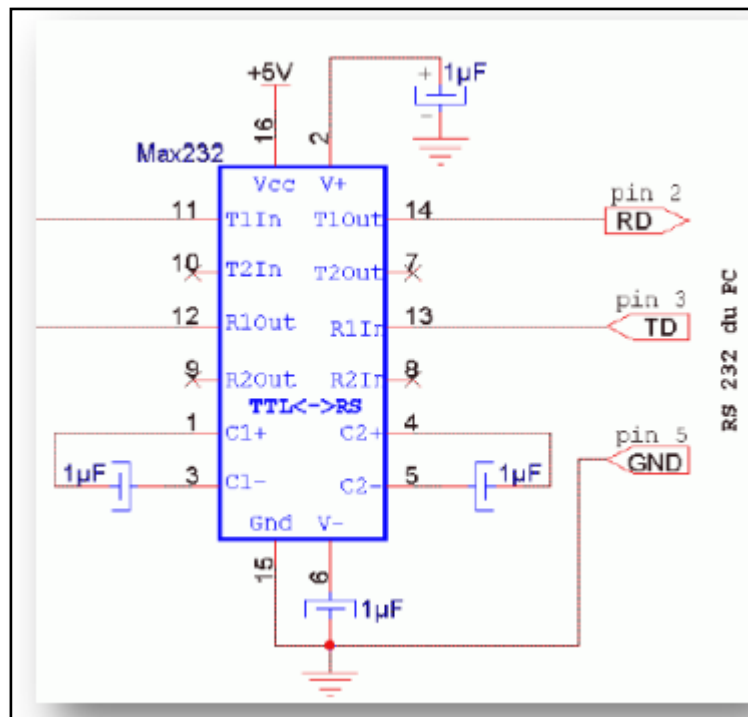 +5V
+ 1µF
-
16
2
Max232
Vcc V+
11 T1In T1Out 14
pin 2
RD
10 T2In T2Out 7
12 R1Out R1In 13
pin 3
TD
9 R2Out R2In 8
TTL<->RS
1 C1+ C2+ 4
1µF 3 C1- C2- 5 1µF
pin 5
GND
Gnd V-
15
6
1µF
RS 232 du PC